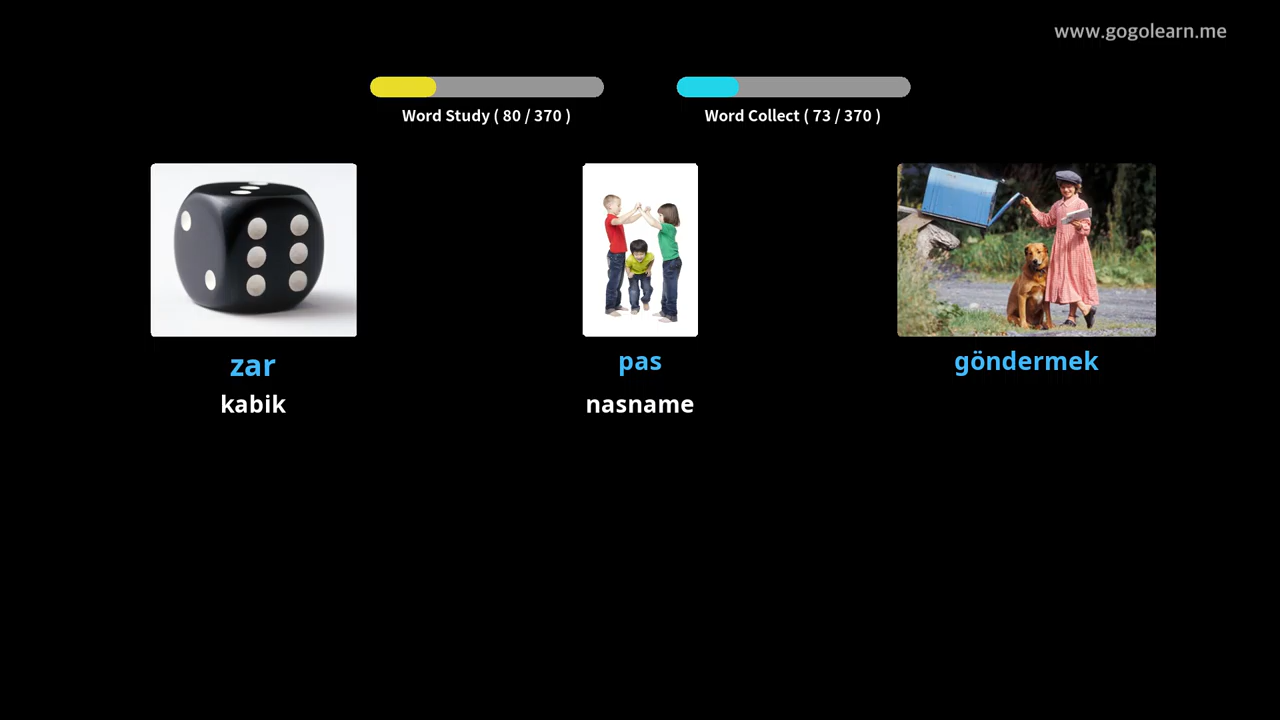 www.gogolearn.me
Word Study ( 80 / 370 )
Word Collect ( 73 / 370 )
zar
kabik
pas
nasname
göndermek